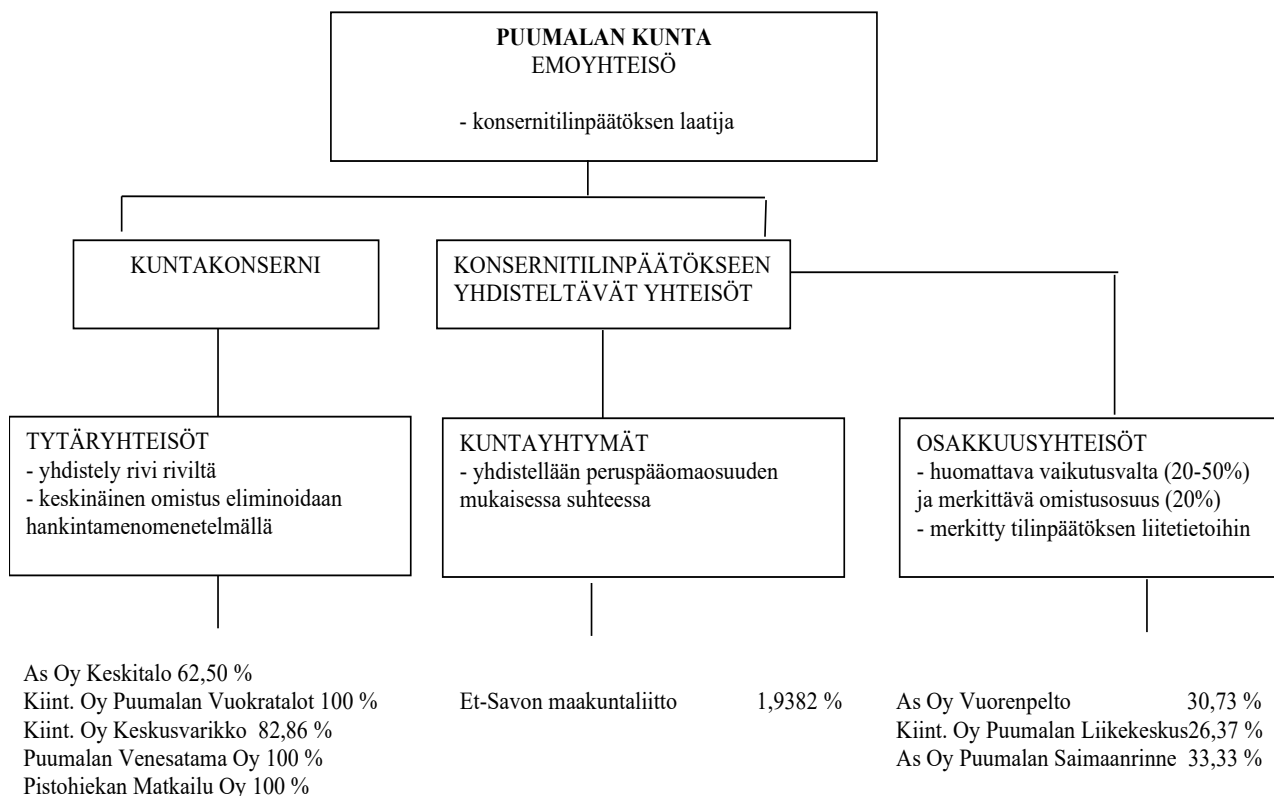 PUUMALAN KUNTA
EMOYHTEISÖ
- konsernitilinpäätöksen laatija
KUNTAKONSERNI
KONSERNITILINPÄÄTÖKSEEN
YHDISTELTÄVÄT YHTEISÖT
TYTÄRYHTEISÖT
- yhdistely rivi riviltä
- keskinäinen omistus eliminoidaan
hankintamenomenetelmällä
KUNTAYHTYMÄT
- yhdistellään peruspääomaosuuden
mukaisessa suhteessa
OSAKKUUSYHTEISÖT
- huomattava vaikutusvalta (20-50%)
ja merkittävä omistusosuus (20%)
- merkitty tilinpäätöksen liitetietoihin
As Oy Keskitalo 62,50 %
Kiint. Oy Puumalan Vuokratalot 100 %
Kiint. Oy Keskusvarikko 82,86 %
Puumalan Venesatama Oy 100 %
Pistohiekan Matkailu Oy 100 %
Et-Savon maakuntaliitto 1,9382 %
As Oy Vuorenpelto 30,73 %
Kiint. Oy Puumalan Liikekeskus26,37 %
As Oy Puumalan Saimaanrinne 33,33 %